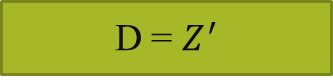 D = Z′